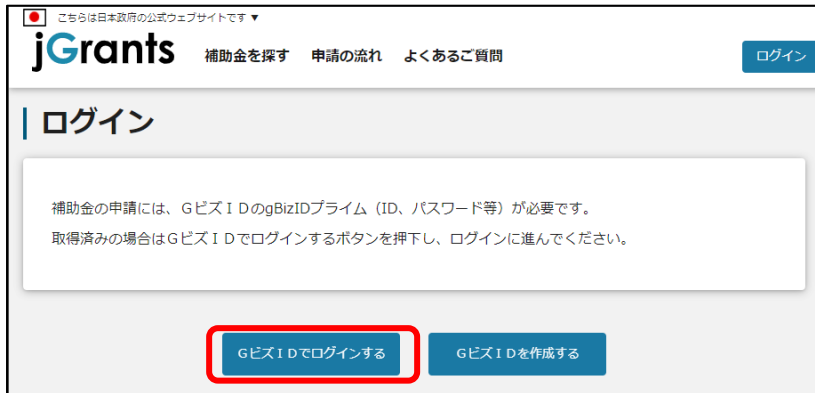 こちらは日本政府の公式ウェブサイトです ▼
jGrants 補助金を探す 申請の流れ よくあるご質問 ログイン
ログイン
補助金の申請には、GビズＩＤのgBizIDプライム（ID、パスワード等）が必要です。
取得済みの場合はGビズＩＤでログインするボタンを押下し、ログインに進んでください。
GビズＩＤでログインする GビズＩＤを作成する